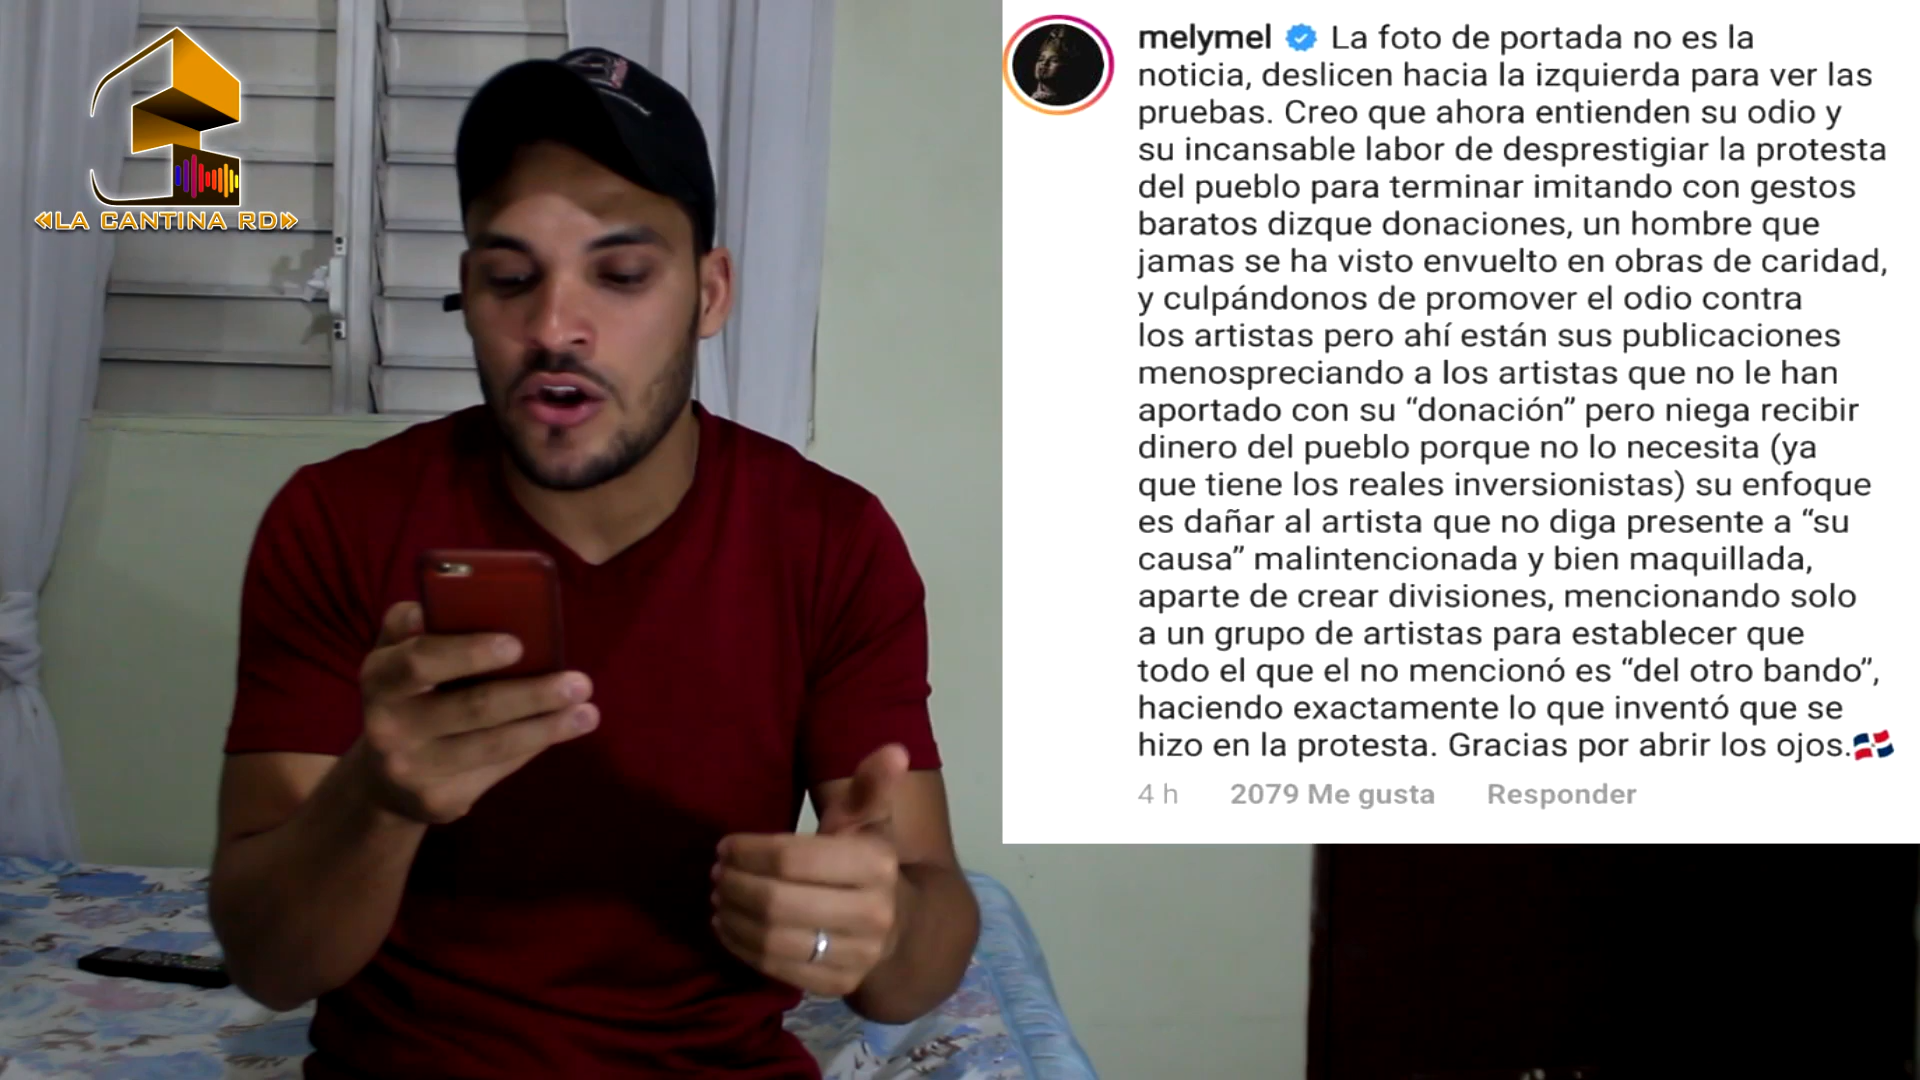 «LA CANTINA RD»
melymel La foto de portada no es la
noticia, deslicen hacia la izquierda para ver las
pruebas. Creo que ahora entienden su odio y
su incansable labor de desprestigiar la protesta
del pueblo para terminar imitando con gestos
baratos dizque donaciones, un hombre que
jamas se ha visto envuelto en obras de caridad,
y culpándonos de promover el odio contra
los artistas pero ahí están sus publicaciones
menospreciando a los artistas que no le han
aportado con su “donación” pero niega recibir
dinero del pueblo porque no lo necesita (ya
que tiene los reales inversionistas) su enfoque
es dañar al artista que no diga presente a “su
causa” malintencionada y bien maquillada,
aparte de crear divisiones, mencionando solo
a un grupo de artistas para establecer que
todo el que el no mencionó es “del otro bando”,
haciendo exactamente lo que inventó que se
hizo en la protesta. Gracias por abrir los ojos.🇩🇴
4 h 2079 Me gusta Responder